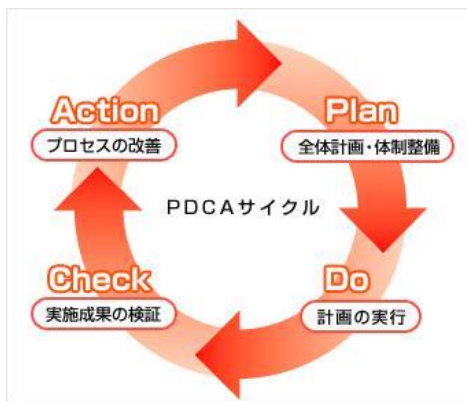 Action
プロセスの改善
Plan
全体計画・体制整備
PDCAサイクル
Check
実施成果の検証
Do
計画の実行